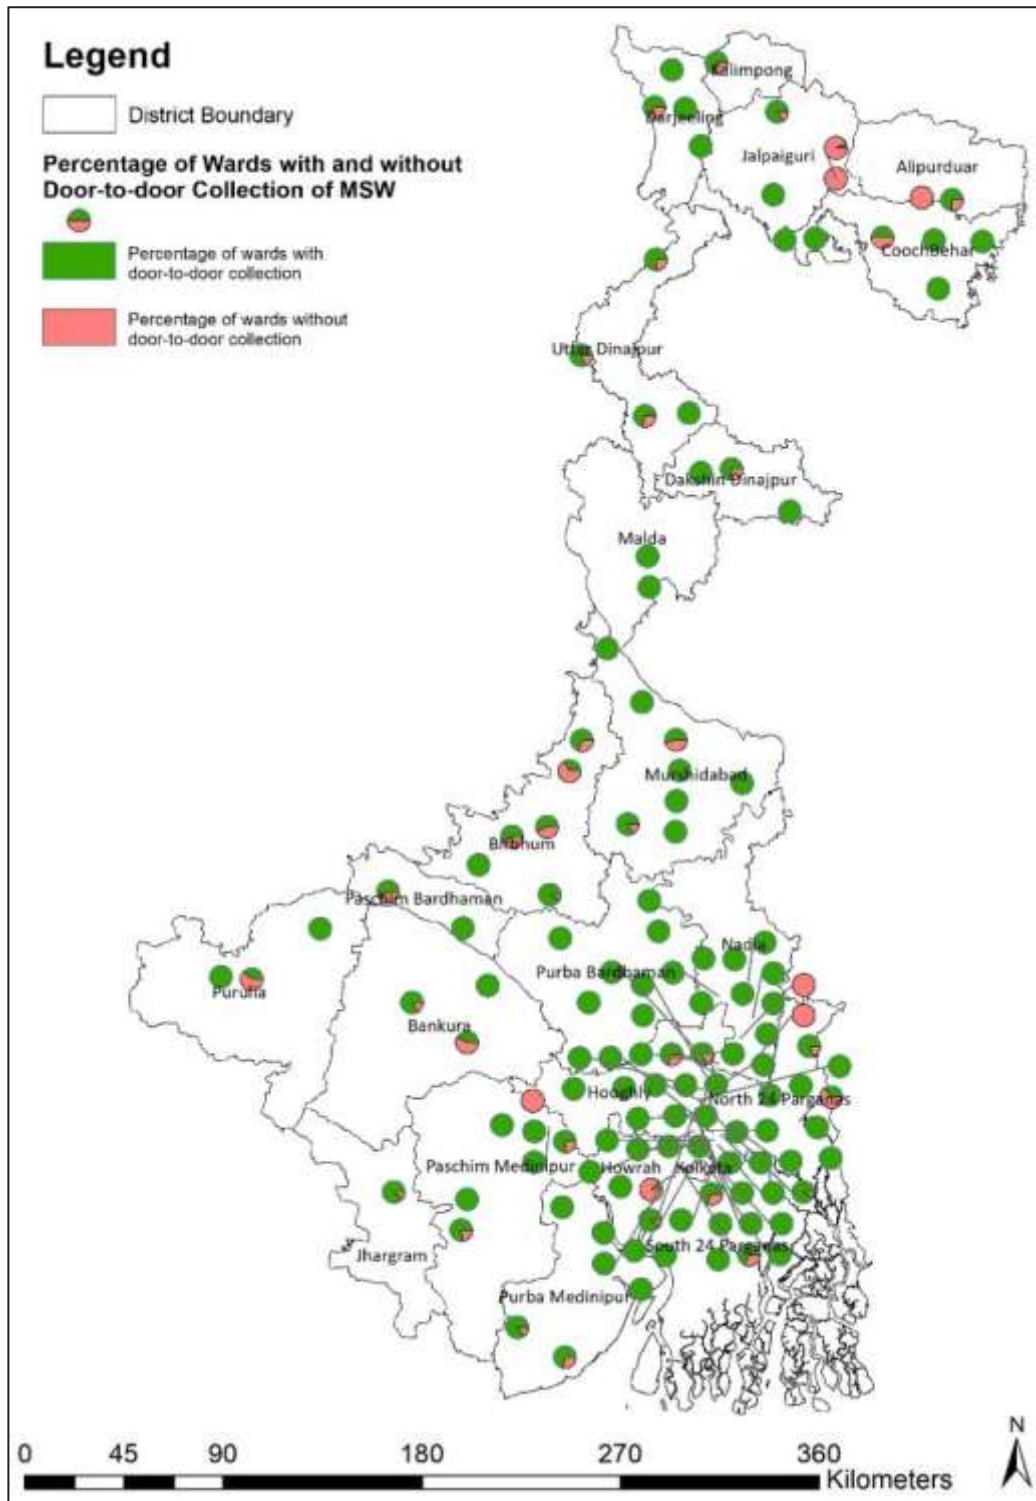 Legend
District Boundary
Percentage of Wards with and without
Door-to-door Collection of MSW
Percentage of wards with
door-to-door collection
Percentage of wards without
door-to-door collection
Kalimpong
Darjeeling
Jalpaiguri
Alipurduar
CoochBehar
Uttar Dinajpur
Dakshin Dinajpur
Malda
Murshidabad
Birbhum
Paschim Bardhaman
Nadia
Purba Bardhaman
Purulia
Bankura
Hooghly
North 24 Parganas
Paschim Medinipur
Howrah
Kolkata
South 24 Parganas
Jhargram
Purba Medinipur
N
0 45 90 180 270 360
Kilometers